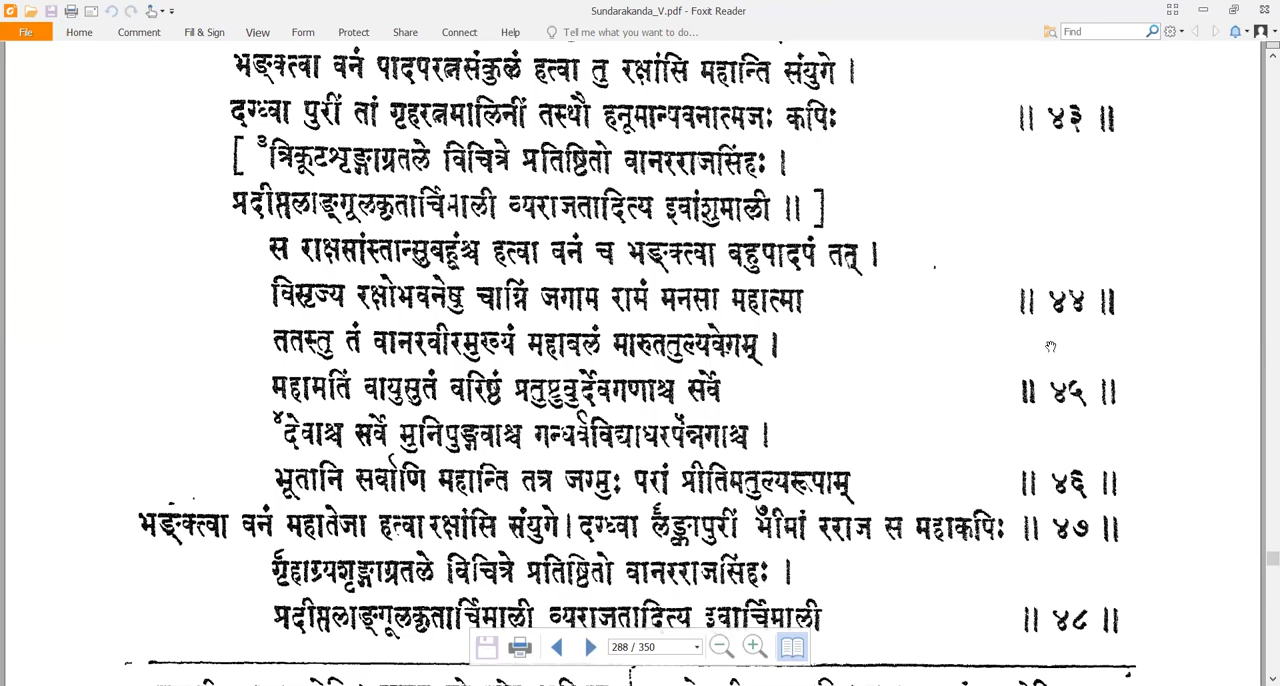 Sundarakanda_V.pdf - Foxit Reader
File Home Comment Fill & Sign View Form Protect Share Connect Help Tell me what you want to do... Find
भङ्क्त्वा वनं पादपरत्नसंकुलं हत्वा तु रक्षांसि महान्ति संयुगे ।
दग्ध्वा पुरीं तां गृहरत्नमालिनीं तस्थौ हनूमान्पवनात्मजः कपिः ॥ ४३ ॥
[ ³त्रिकूटशृङ्गाग्रतले विचित्रे प्रतिष्ठितो वानरराजसिंहः ।
प्रदीप्तलाङ्गूलकृतार्चिमाली व्यराजतादित्य इवांशुमाली ॥ ]
स राक्षसांस्तान्सुबहूंश्च हत्वा वनं च भङ्क्त्वा बहुपादपं तत् ।
विसृज्य रक्षोभवनेषु चाग्निं जगाम रामं मनसा महात्मा ॥ ४४ ॥
ततस्तु तं वानरवीरमुख्यं महाबलं मारुततुल्यवेगम् ।
महामतिं वायुसुतं वरिष्ठं प्रतुष्टुवुर्देवगणाश्च सर्वे ॥ ४५ ॥
⁴देवाश्च सर्वे मुनिपुङ्गवाश्च गन्धर्वविद्याधरपन्नगाश्च ।
भूतानि सर्वाणि महान्ति तत्र जग्मुः परां प्रीतिमतुल्यरूपाम् ॥ ४६ ॥
भङ्क्त्वा वनं महातेजा हत्वा रक्षांसि संयुगे । दग्ध्वा लङ्कापुरीं भीमां रराज स महाकपिः ॥ ४७ ॥
गृहाग्र्यशृङ्गाग्रतले विचित्रे प्रतिष्ठितो वानरराजसिंहः ।
प्रदीप्तलाङ्गूलकृतार्चिमाली व्यराजतादित्य इवार्चिमाली ॥ ४८ ॥
288 / 350